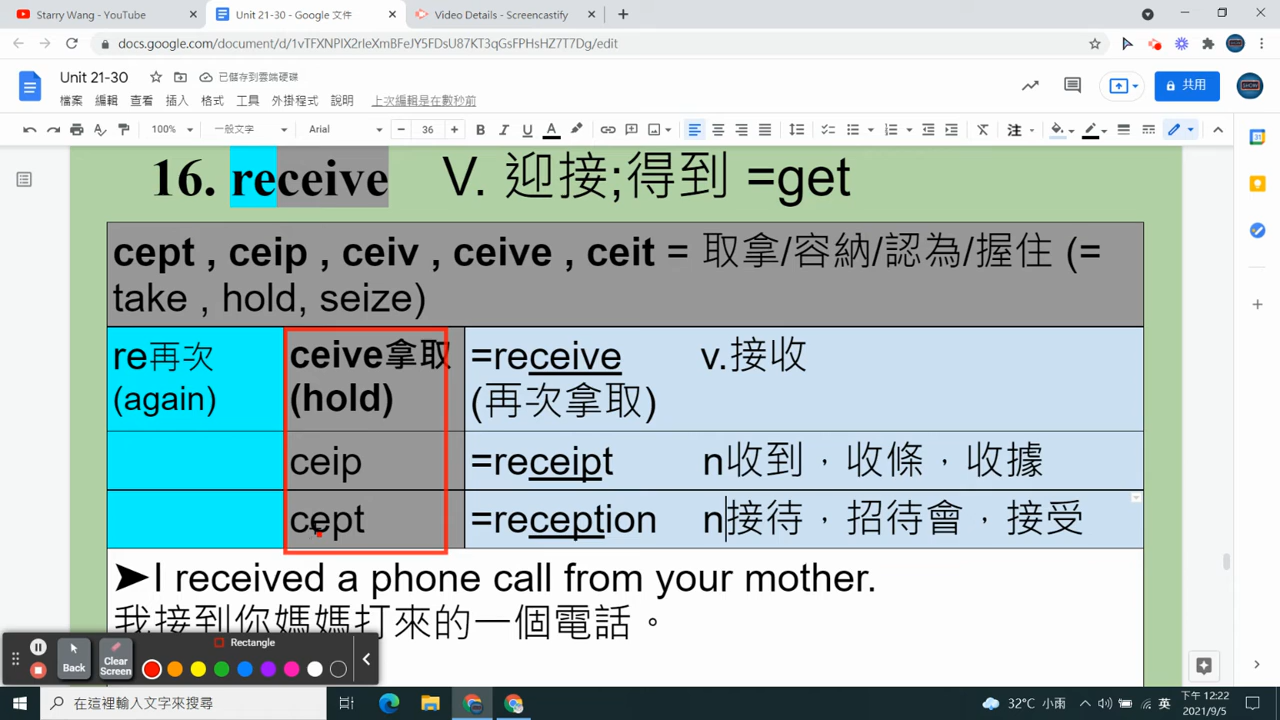 Starry Wang - YouTube
Unit 21-30 - Google 文件
Video Details - Screencastify
docs.google.com/document/d/1vTFXNPIX2rleXmBFeJY5FDsU87KT3qGsFPHaHZ7T7Dg/edit
Unit 21-30
已儲存到雲端硬碟
檔案 編輯 查看 插入 格式 工具 外掛程式 說明 上次編輯是在數秒前
共用
100% 一般文字 Arial 36 B I U A 注
16. receive V. 迎接;得到 =get
cept , ceip , ceiv , ceive , ceit = 取拿/容納/認為/握住 (=
take , hold, seize)
re再次 ceive拿取 =receive v.接收
(again) (hold) (再次拿取)
ceip =receipt n收到，收條，收據
cept =reception n接待，招待會，接受
➤I received a phone call from your mother.
我接到你媽媽打來的一個電話。
Rectangle
Back
Clear Screen
在這裡輸入文字來搜尋
32°C 小雨
英
下午 12:22
2021/9/5